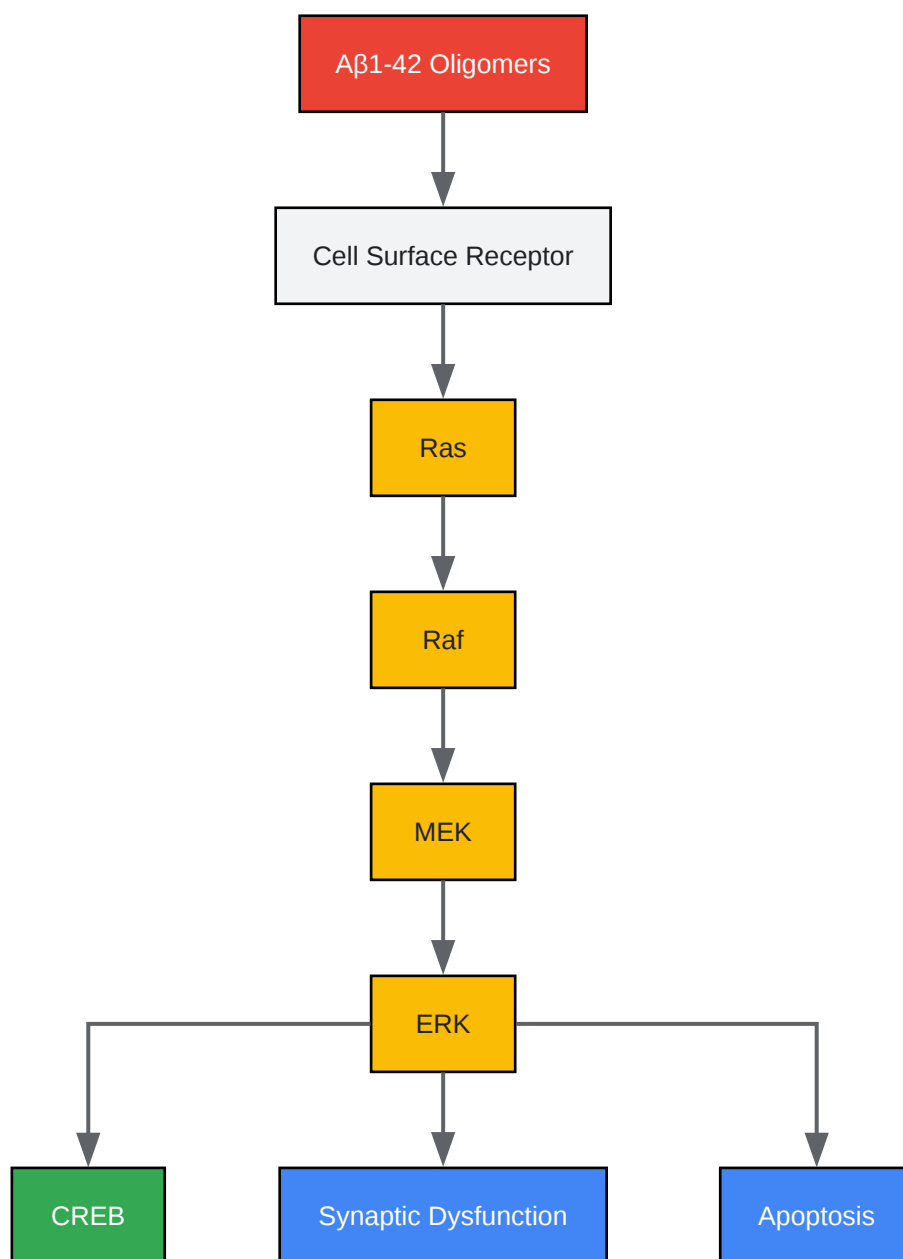 Aβ1-42 Oligomers
Cell Surface Receptor
Ras
Raf
MEK
ERK
CREB
Synaptic Dysfunction
Apoptosis